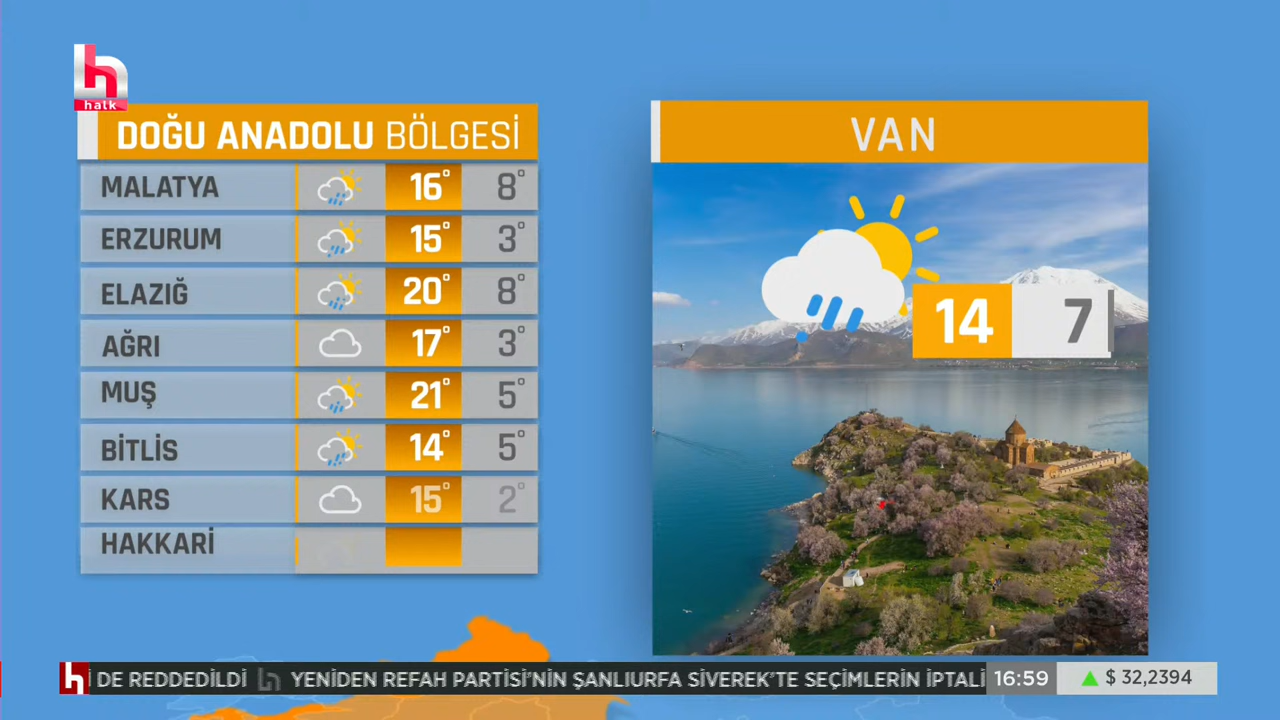 h
halk
DOĞU ANADOLU BÖLGESİ
MALATYA 16° 8°
ERZURUM 15° 3°
ELAZIĞ 20° 8°
AĞRI 17° 3°
MUŞ 21° 5°
BİTLİS 14° 5°
KARS 15° 2°
HAKKARİ
VAN
14 7
h İ DE REDDEDİLDİ h YENİDEN REFAH PARTİSİ'NİN ŞANLIURFA SİVEREK'TE SEÇİMLERİN İPTALİ 16:59 $ 32,2394